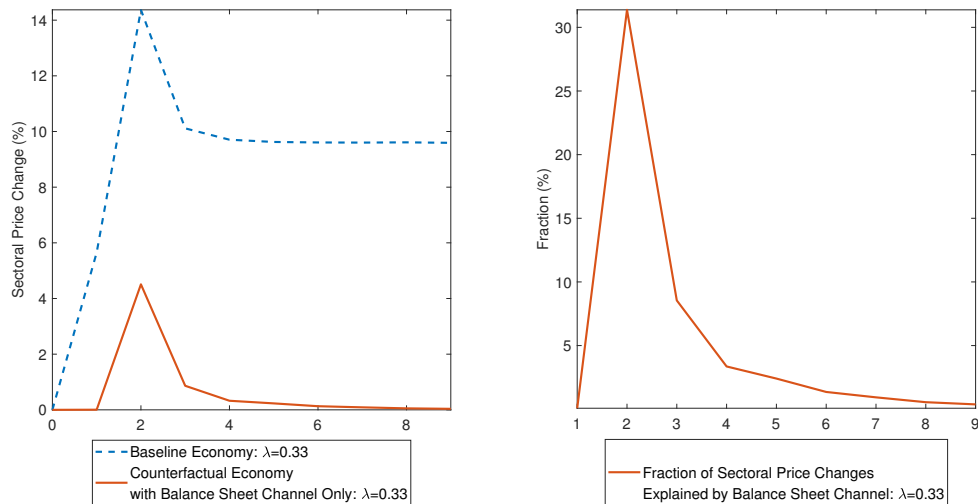 14
12
10
8
6
4
2
0
Sectoral Price Change (%)
0 2 4 6 8
Baseline Economy: λ=0.33
Counterfactual Economy
with Balance Sheet Channel Only: λ=0.33
30
25
20
15
10
5
Fraction (%)
1 2 3 4 5 6 7 8 9
Fraction of Sectoral Price Changes
Explained by Balance Sheet Channel: λ=0.33